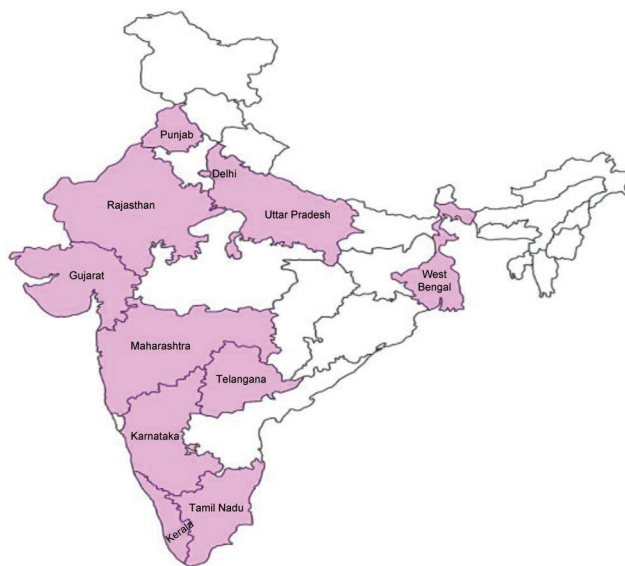 Punjab
Delhi
Rajasthan
Uttar Pradesh
Gujarat
West
Bengal
Maharashtra
Telangana
Karnataka
Tamil Nadu
Kerala